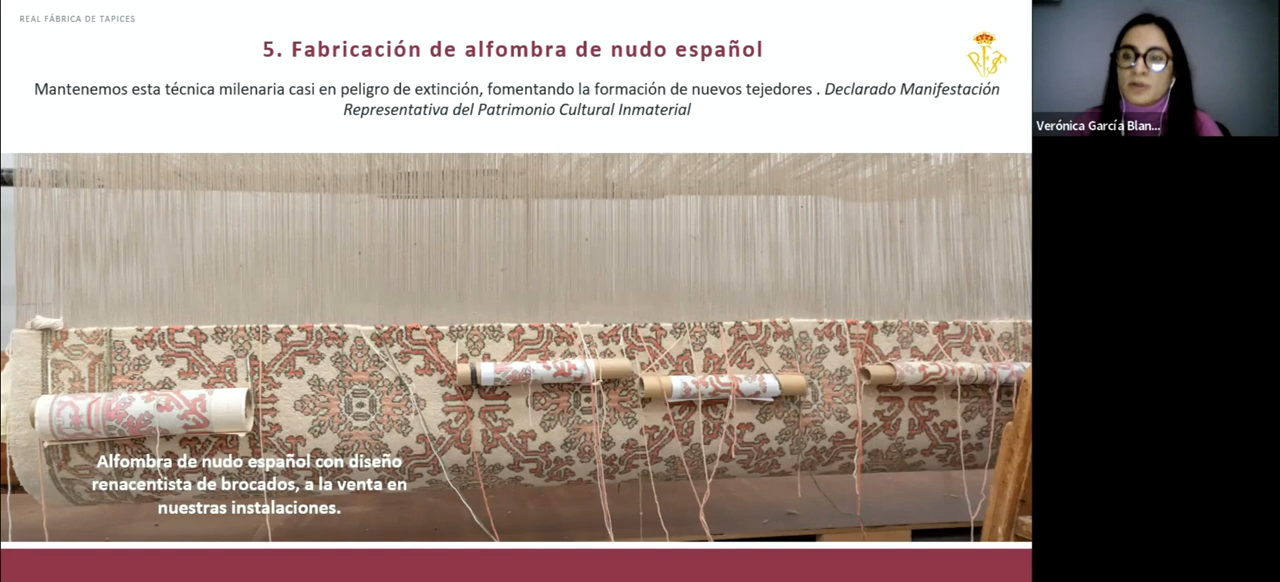 REAL FÁBRICA DE TAPICES
5. Fabricación de alfombra de nudo español
Mantenemos esta técnica milenaria casi en peligro de extinción, fomentando la formación de nuevos tejedores . Declarado Manifestación
Representativa del Patrimonio Cultural Inmaterial
Verónica García Blan...
Alfombra de nudo español con diseño
renacentista de brocados, a la venta en
nuestras instalaciones.